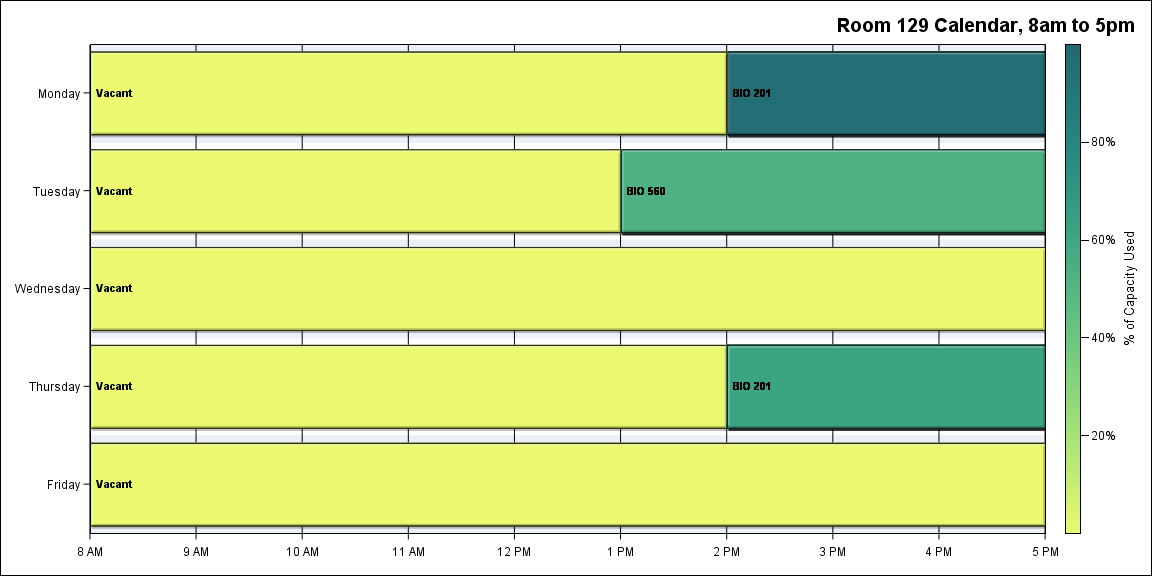 Room 129 Calendar, 8am to 5pm
Monday Vacant BIO 201
Tuesday Vacant BIO 560
Wednesday Vacant
Thursday Vacant BIO 201
Friday Vacant
8 AM 9 AM 10 AM 11 AM 12 PM 1 PM 2 PM 3 PM 4 PM 5 PM
80%
60%
40%
20%
% of Capacity Used